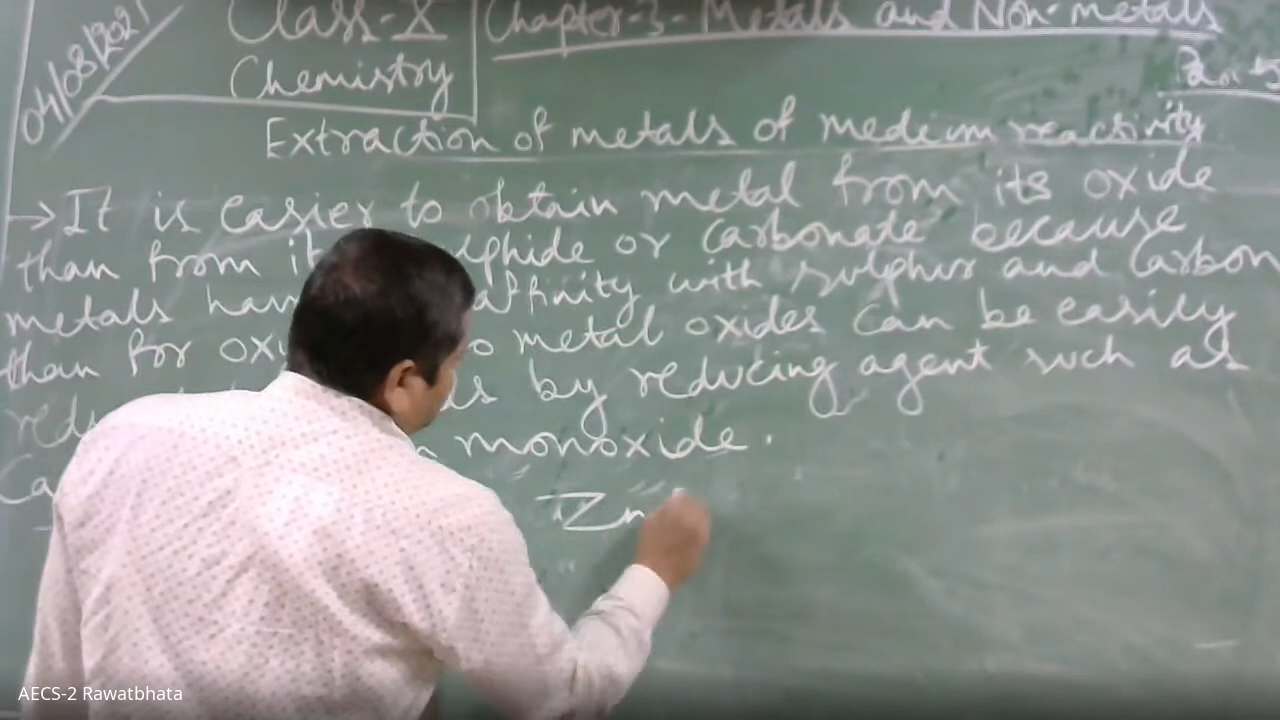 04/08/2021
Class-X
Chemistry
Chapter-3- Metals and Non-metals
Part-5
Extraction of metals of medium reactivity
→ It is easier to obtain metal from its oxide
than from its sulphide or carbonate because
metals have affinity with sulphur and carbon
than for oxi so metal oxides can be easily
by reducing agent such as
monoxide.
Zn
AECS-2 Rawatbhata